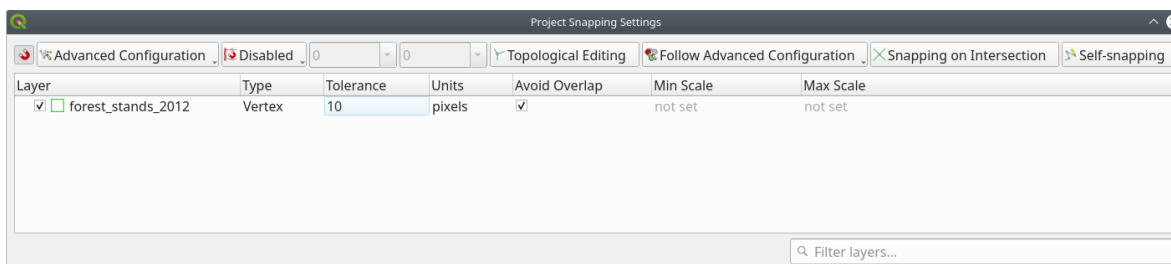 Project Snapping Settings
Advanced Configuration Disabled 0 0 Topological Editing Follow Advanced Configuration Snapping on Intersection Self-snapping
Layer Type Tolerance Units Avoid Overlap Min Scale Max Scale
forest_stands_2012 Vertex 10 pixels not set not set
Filter layers...